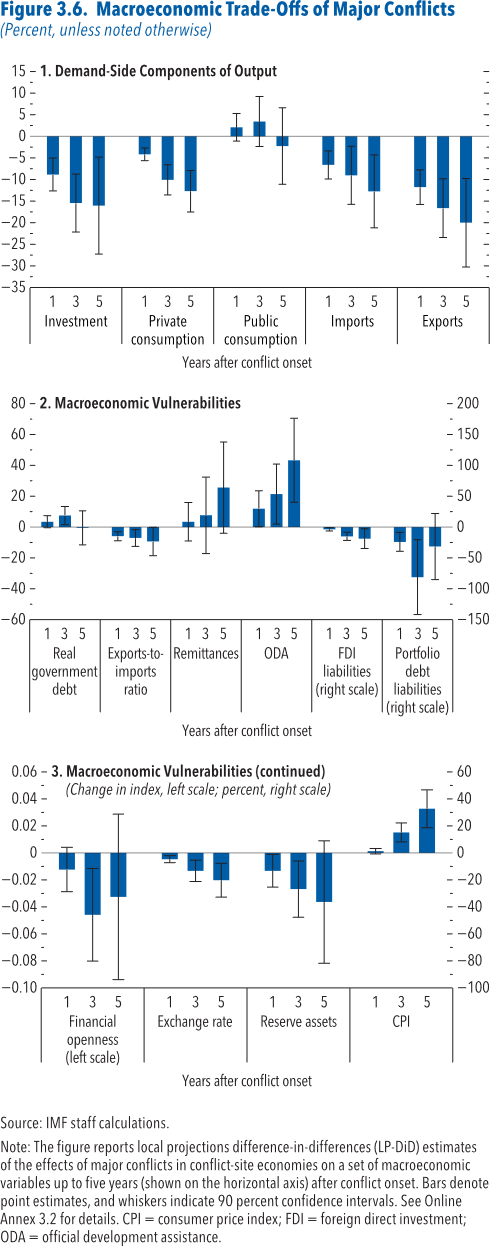 Figure 3.6. Macroeconomic Trade-Offs of Major Conflicts
(Percent, unless noted otherwise)
1. Demand-Side Components of Output
15
10
5
0
−5
−10
−15
−20
−25
−30
−35
1 3 5 1 3 5 1 3 5 1 3 5 1 3 5
Investment Private Public Imports Exports
consumption consumption
Years after conflict onset
2. Macroeconomic Vulnerabilities
80 200
60 150
40 100
20 50
0 0
−20 −50
−40 −100
−60 −150
1 3 5 1 3 5 1 3 5 1 3 5 1 3 5 1 3 5
Real Exports-to- Remittances ODA FDI Portfolio
government imports liabilities debt
debt ratio (right scale) liabilities
(right scale)
Years after conflict onset
3. Macroeconomic Vulnerabilities (continued)
(Change in index, left scale; percent, right scale)
0.06 60
0.04 40
0.02 20
0 0
−0.02 −20
−0.04 −40
−0.06 −60
−0.08 −80
−0.10 −100
1 3 5 1 3 5 1 3 5 1 3 5
Financial Exchange rate Reserve assets CPI
openness
(left scale)
Years after conflict onset
Source: IMF staff calculations.
Note: The figure reports local projections difference-in-differences (LP-DiD) estimates
of the effects of major conflicts in conflict-site economies on a set of macroeconomic
variables up to five years (shown on the horizontal axis) after conflict onset. Bars denote
point estimates, and whiskers indicate 90 percent confidence intervals. See Online
Annex 3.2 for details. CPI = consumer price index; FDI = foreign direct investment;
ODA = official development assistance.